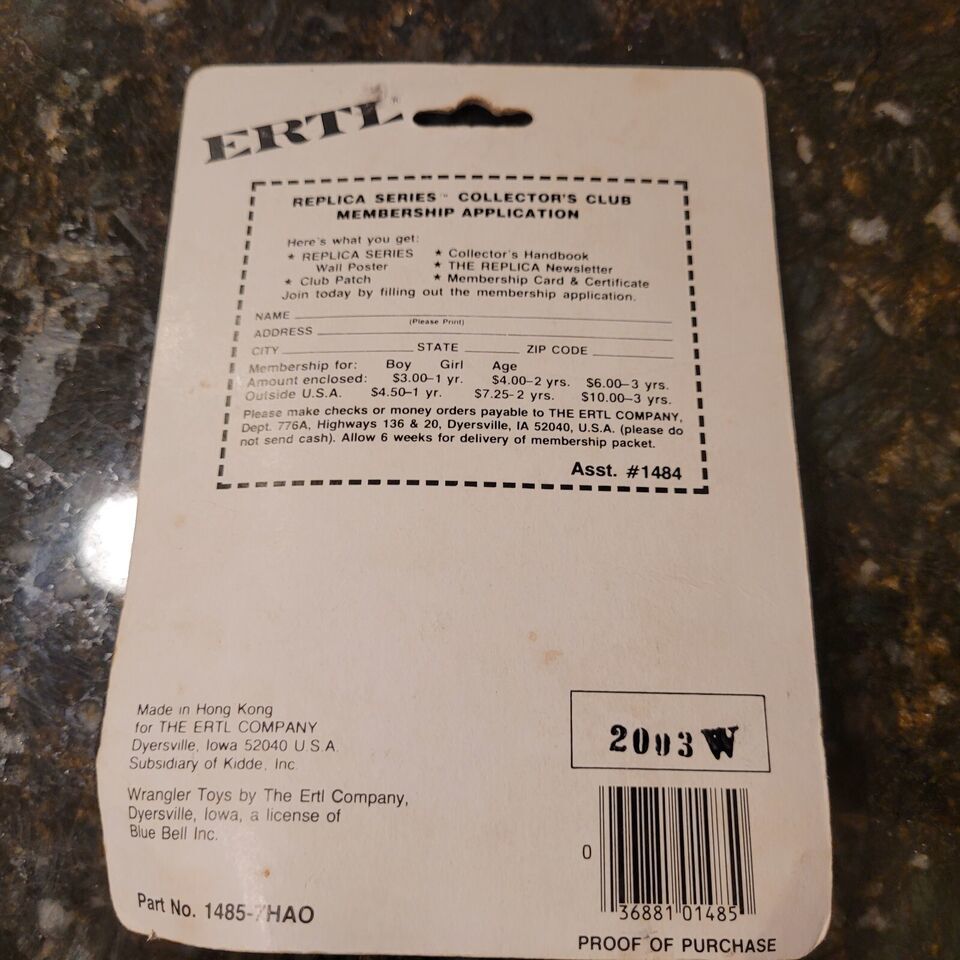 ERTL®
REPLICA SERIES™ COLLECTOR'S CLUB
MEMBERSHIP APPLICATION
Here's what you get:
★ REPLICA SERIES ★ Collector's Handbook
Wall Poster ★ THE REPLICA Newsletter
★ Club Patch ★ Membership Card & Certificate
Join today by filling out the membership application.
NAME
(Please Print)
ADDRESS
CITY STATE ZIP CODE
Membership for: Boy Girl Age
Amount enclosed: $3.00–1 yr. $4.00–2 yrs. $6.00–3 yrs.
Outside U.S.A. $4.50–1 yr. $7.25-2 yrs. $10.00–3 yrs.
Please make checks or money orders payable to THE ERTL COMPANY,
Dept. 776A, Highways 136 & 20, Dyersville, IA 52040, U.S.A. (please do
not send cash). Allow 6 weeks for delivery of membership packet.
Asst. #1484
Made in Hong Kong
for THE ERTL COMPANY
Dyersville, Iowa 52040 U.S.A.
Subsidiary of Kidde, Inc.
Wrangler Toys by The Ertl Company,
Dyersville, Iowa, a license of
Blue Bell Inc.
Part No. 1485-7HAO
2003 W
0 36881 01485
PROOF OF PURCHASE